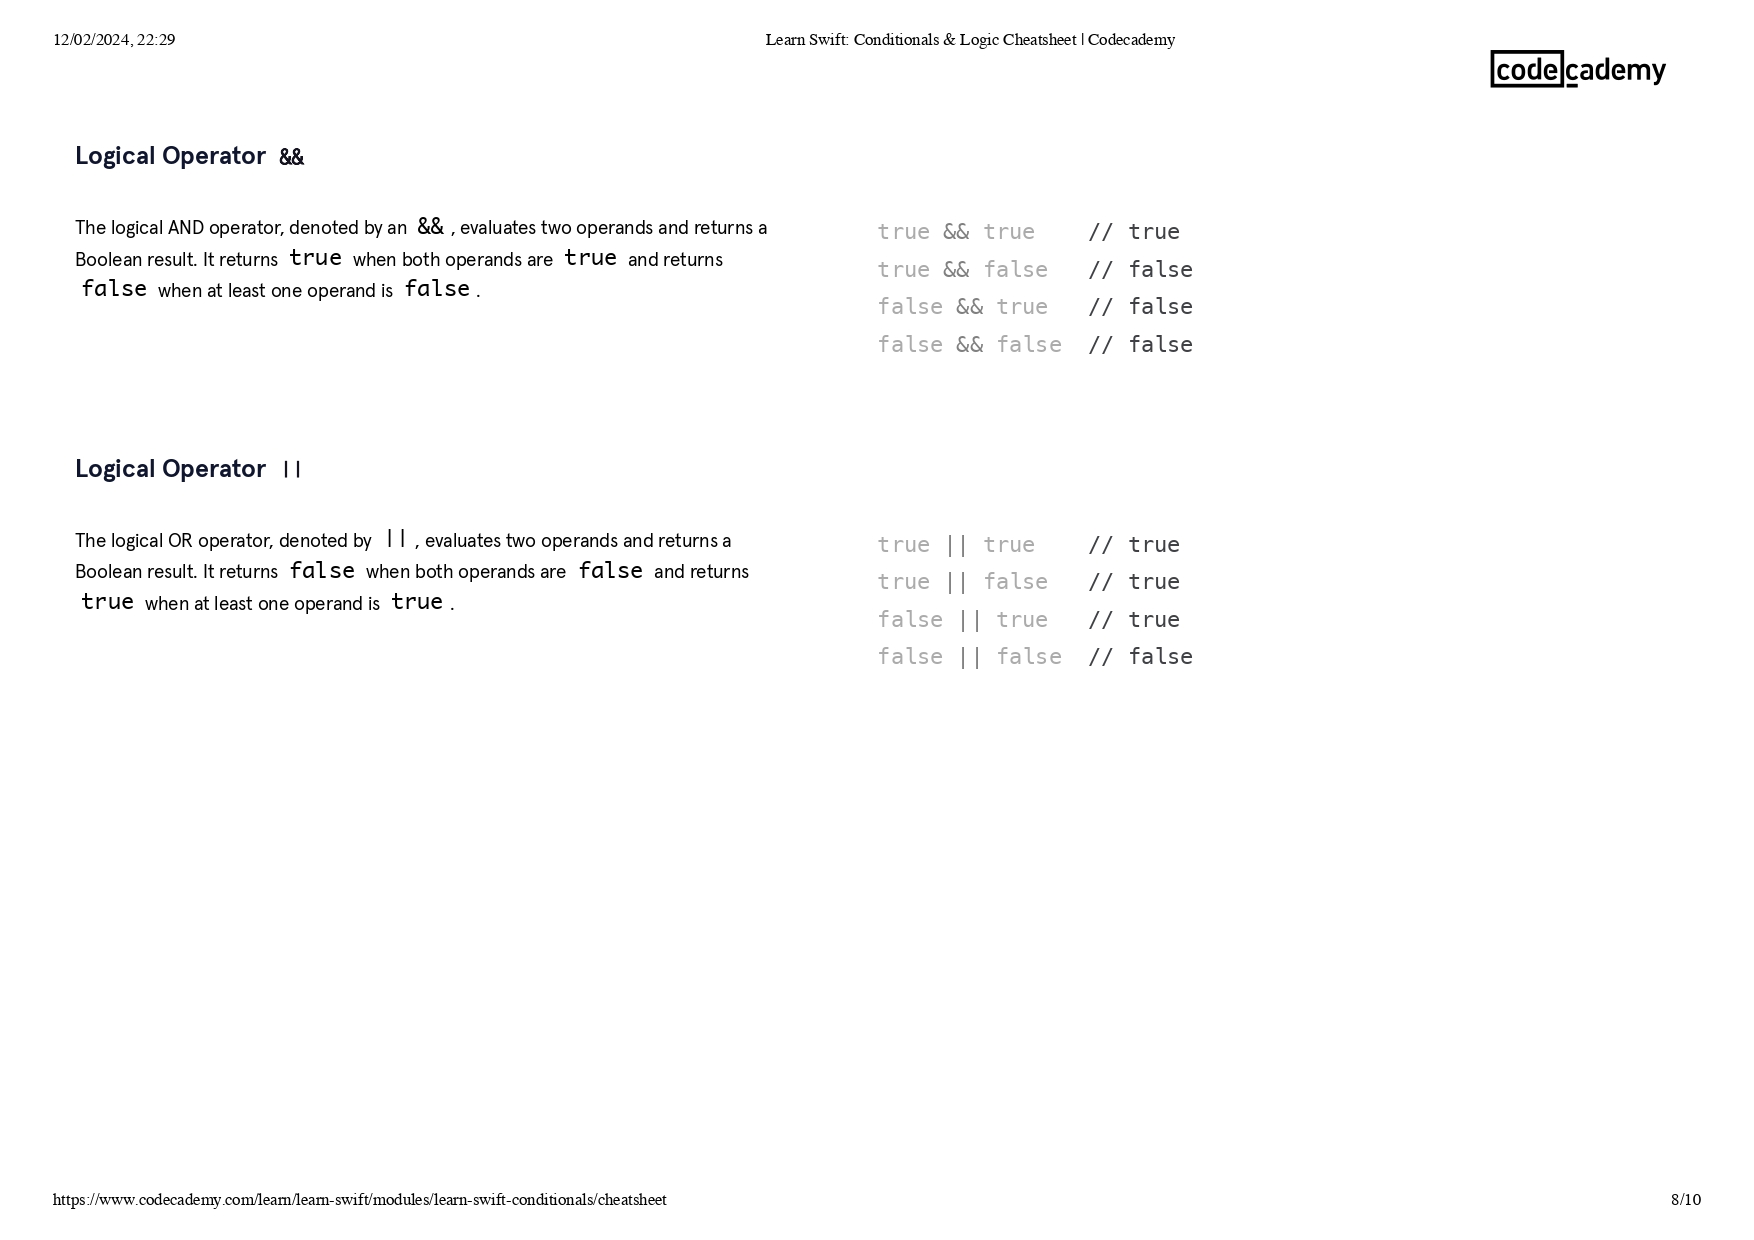 12/02/2024, 22:29
Learn Swift: Conditionals & Logic Cheatsheet | Codecademy
codecademy
Logical Operator &&
The logical AND operator, denoted by an && , evaluates two operands and returns a
Boolean result. It returns true when both operands are true and returns
false when at least one operand is false .
true && true    // true
true && false   // false
false && true   // false
false && false  // false
Logical Operator ||
The logical OR operator, denoted by || , evaluates two operands and returns a
Boolean result. It returns false when both operands are false and returns
true when at least one operand is true .
true || true    // true
true || false   // true
false || true   // true
false || false  // false
https://www.codecademy.com/learn/learn-swift/modules/learn-swift-conditionals/cheatsheet
8/10